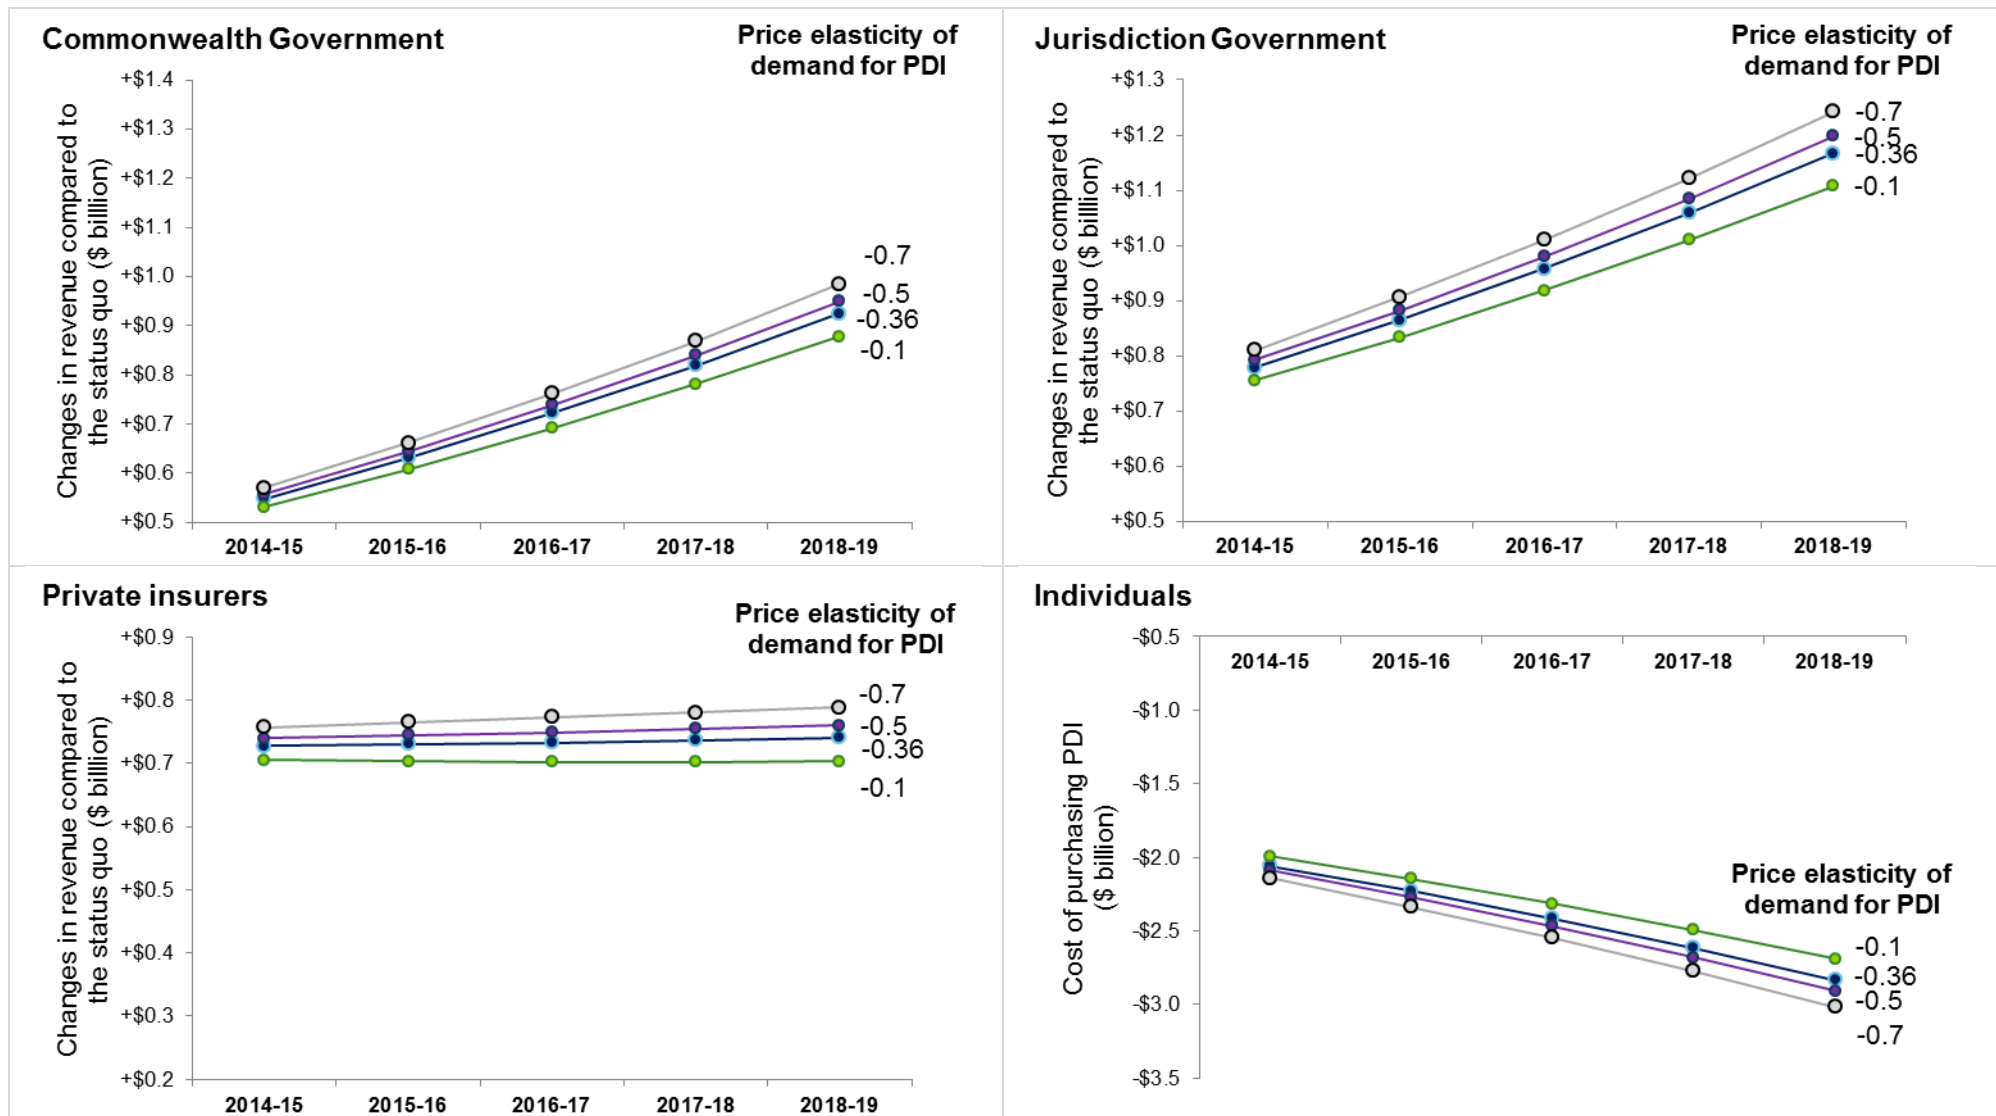 Commonwealth Government
Price elasticity of
demand for PDI
Changes in revenue compared to
the status quo ($ billion)
+$1.4
+$1.3
+$1.2
+$1.1
+$1.0
+$0.9
+$0.8
+$0.7
+$0.6
+$0.5
-0.7
-0.5
-0.36
-0.1
2014-15 2015-16 2016-17 2017-18 2018-19
Jurisdiction Government
Price elasticity of
demand for PDI
Changes in revenue compared to
the status quo ($ billion)
+$1.3
+$1.2
+$1.1
+$1.0
+$0.9
+$0.8
+$0.7
+$0.6
+$0.5
-0.7
-0.5
-0.36
-0.1
2014-15 2015-16 2016-17 2017-18 2018-19
Private insurers
Price elasticity of
demand for PDI
Changes in revenue compared to
the status quo ($ billion)
+$0.9
+$0.8
+$0.7
+$0.6
+$0.5
+$0.4
+$0.3
+$0.2
-0.7
-0.5
-0.36
-0.1
2014-15 2015-16 2016-17 2017-18 2018-19
Individuals
Cost of purchasing PDI
($ billion)
-$0.5
-$1.0
-$1.5
-$2.0
-$2.5
-$3.0
-$3.5
2014-15 2015-16 2016-17 2017-18 2018-19
Price elasticity of
demand for PDI
-0.1
-0.36
-0.5
-0.7